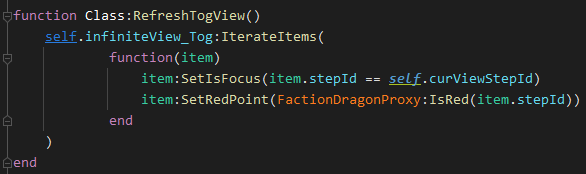 function Class:RefreshTogView()
    self.infiniteView_Tog:IterateItems(
            function(item)
                item:SetIsFocus(item.stepId == self.curViewStepId)
                item:SetRedPoint(FactionDragonProxy:IsRed(item.stepId))
            end
    )
end